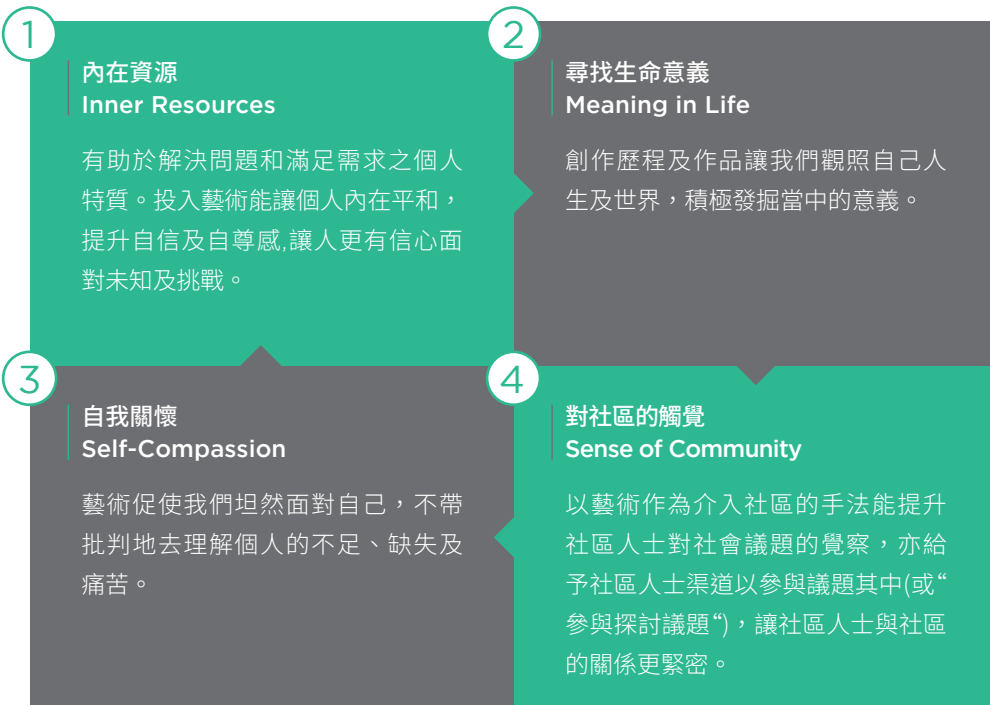 1
內在資源
Inner Resources
有助於解決問題和滿足需求之個人
特質。投入藝術能讓個人內在平和，
提升自信及自尊感,讓人更有信心面
對未知及挑戰。
2
尋找生命意義
Meaning in Life
創作歷程及作品讓我們觀照自己人
生及世界，積極發掘當中的意義。
3
自我關懷
Self-Compassion
藝術促使我們坦然面對自己，不帶
批判地去理解個人的不足、缺失及
痛苦。
4
對社區的觸覺
Sense of Community
以藝術作為介入社區的手法能提升
社區人士對社會議題的覺察，亦給
予社區人士渠道以參與議題其中(或“
參與探討議題“)，讓社區人士與社區
的關係更緊密。